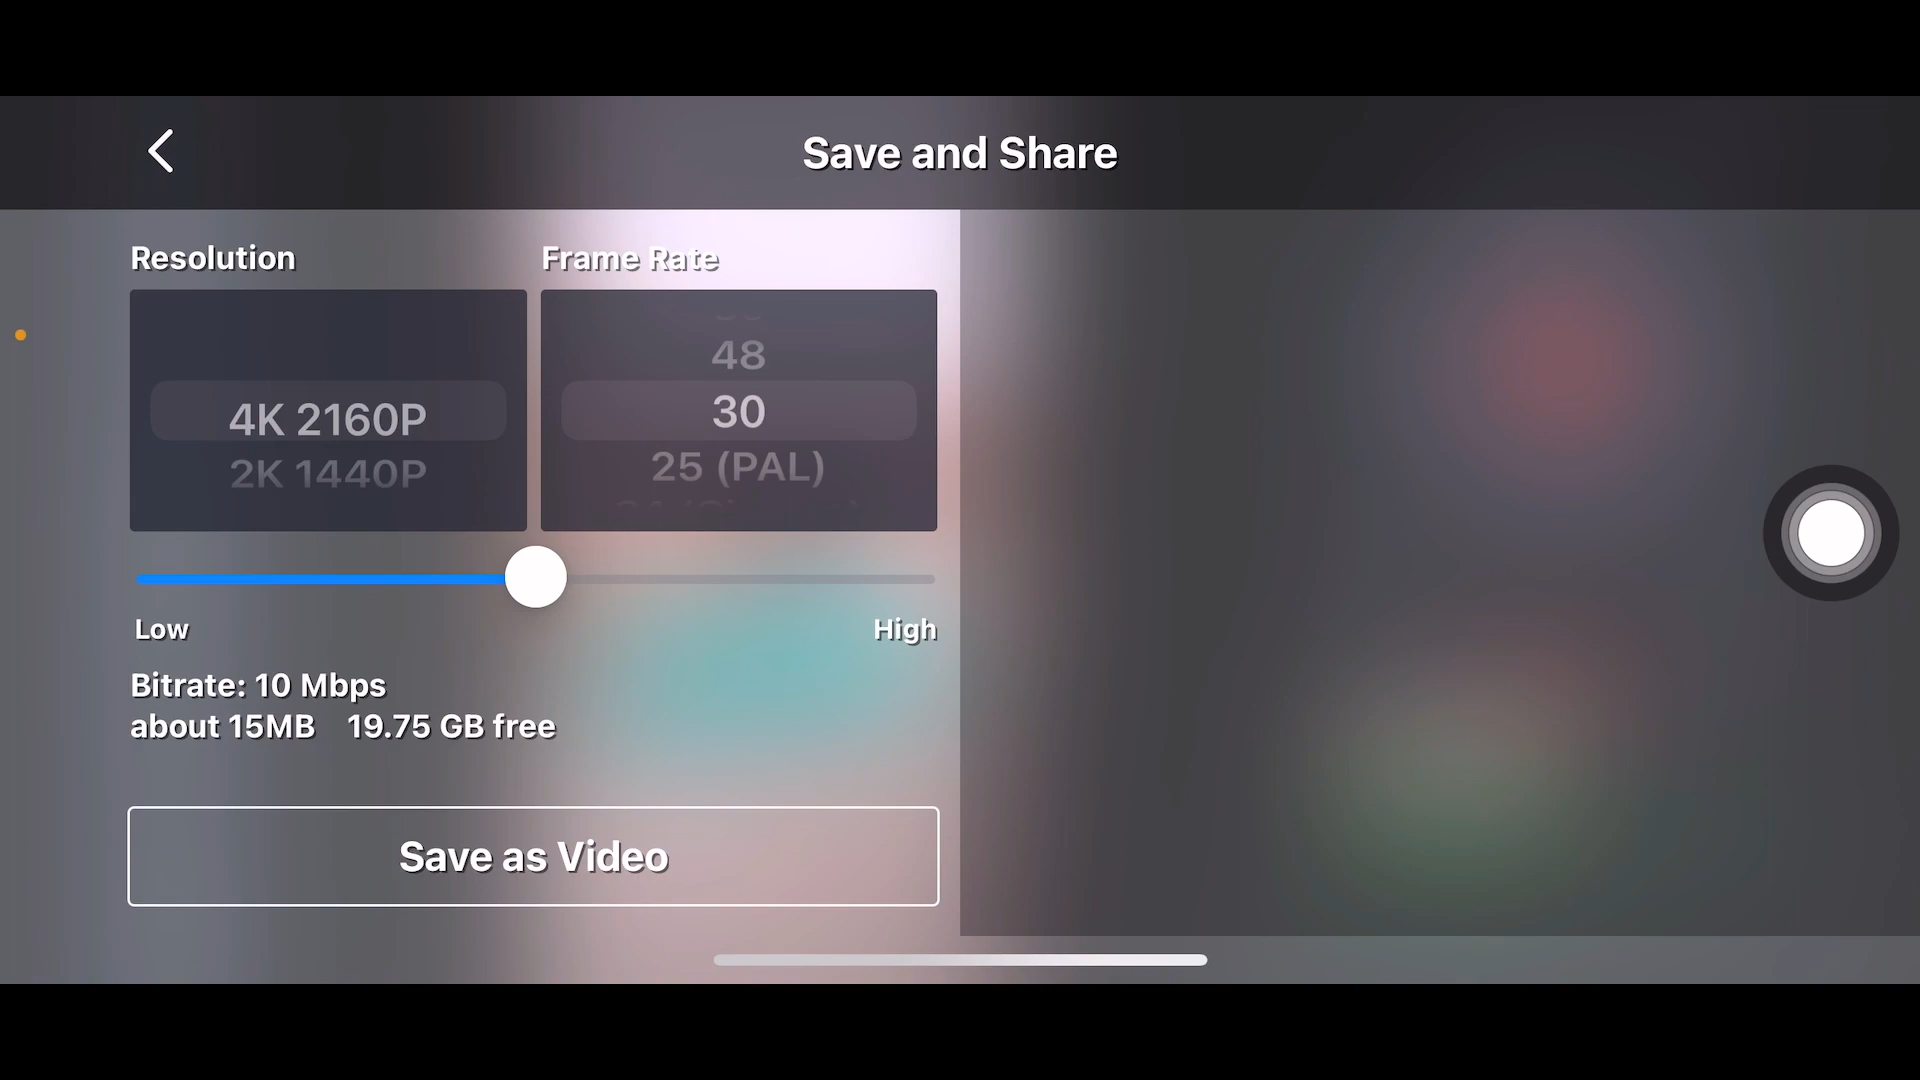 Save and Share
Resolution
Frame Rate
4K 2160P
2K 1440P
48
30
25 (PAL)
Low
High
Bitrate: 10 Mbps
about 15MB 19.75 GB free
Save as Video